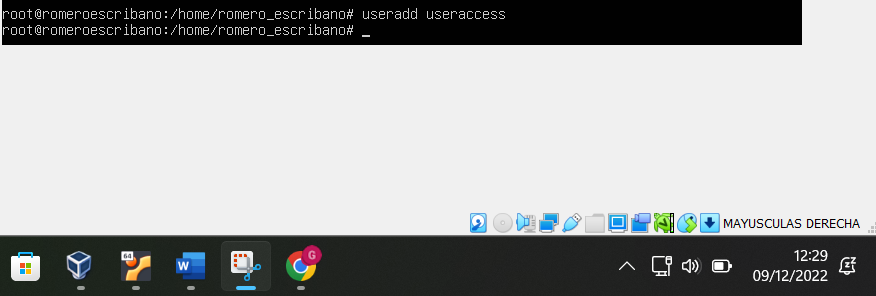 root@romeroescribano:/home/romero_escribano# useradd useraccess
root@romeroescribano:/home/romero_escribano# _
MAYUSCULAS DERECHA
64
W
G
12:29
09/12/2022